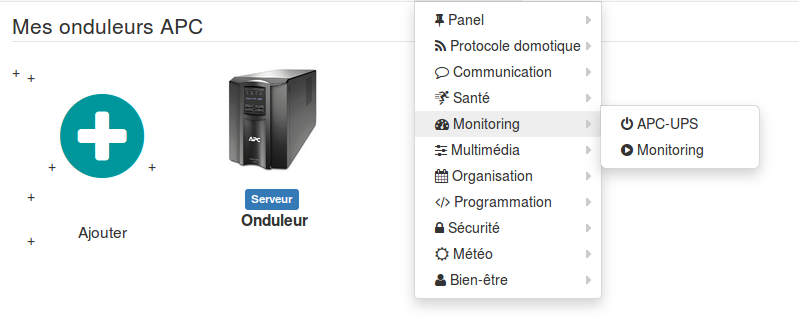 Mes onduleurs APC
Ajouter
APC
Serveur
Onduleur
Panel
Protocole domotique
Communication
Santé
Monitoring
Multimédia
Organisation
Programmation
Sécurité
Météo
Bien-être
APC-UPS
Monitoring